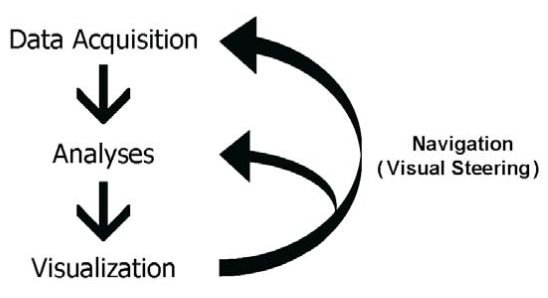 Data Acquisition
Analyses
Navigation
(Visual Steering)
Visualization